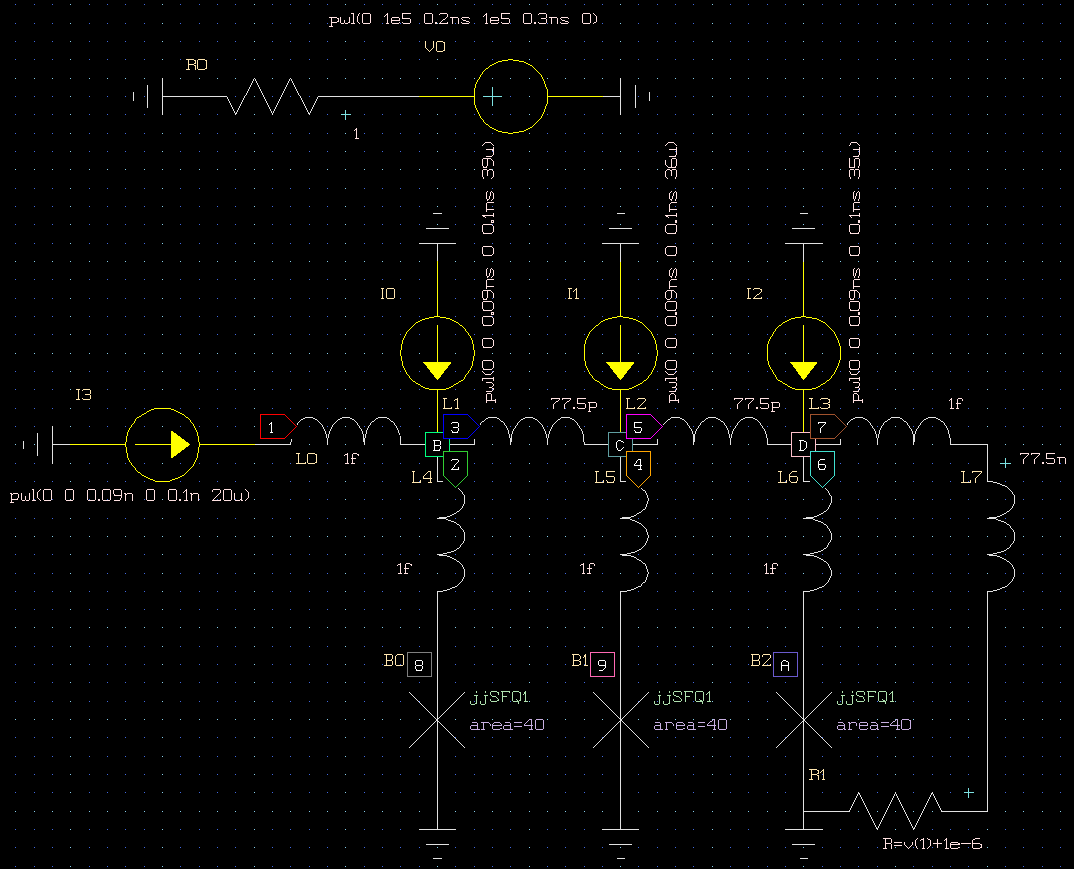 pwl(0 1e5 0.2ns 1e5 0.3ns 0)
V0
R0
1
pwl(0 0 0.09ns 0 0.1ns 39u)
pwl(0 0 0.09ns 0 0.1ns 36u)
pwl(0 0 0.09ns 0 0.1ns 35u)
I0
I1
I2
I3
L1
77.5p
L2
77.5p
L3
1f
1
3
5
7
B
C
D
L0
1f
2
4
6
77.5n
L4
L5
L6
L7
pwl(0 0 0.09n 0 0.1n 20u)
1f
1f
1f
B0
8
B1
9
B2
A
jjSFQ1
jjSFQ1
jjSFQ1
area=40
area=40
area=40
R1
R=v(1)+1e-6